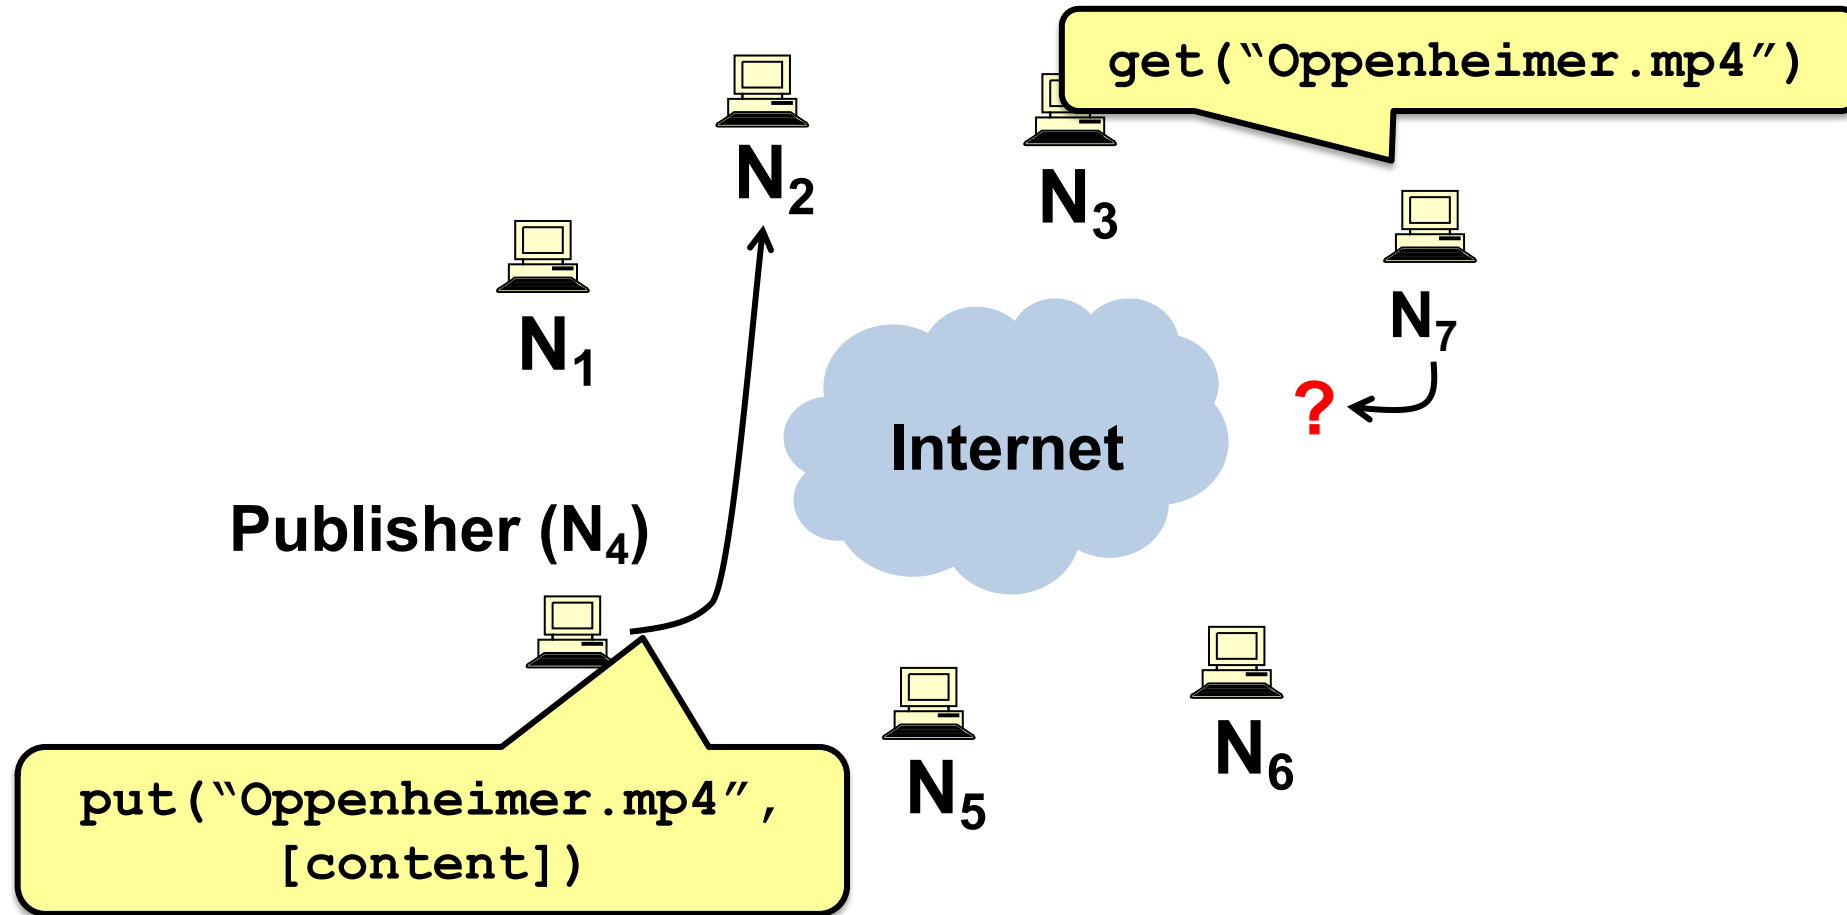 get(“Oppenheimer.mp4”)
N2
N3
N1
N7
?
Internet
Publisher (N4)
N6
N5
put(“Oppenheimer.mp4”,
[content])